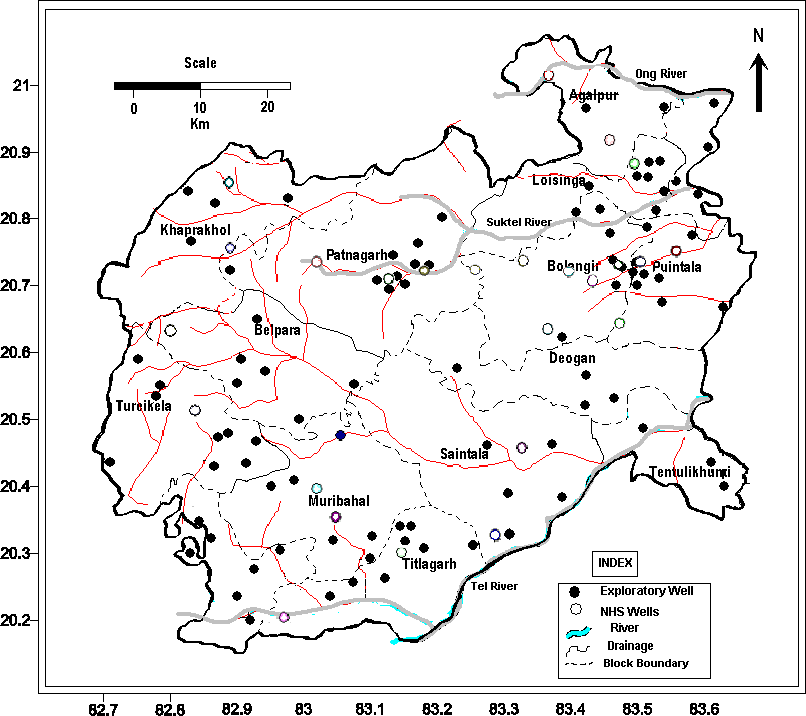 Scale
0 10 20
Km
N
21
20.9
20.8
20.7
20.6
20.5
20.4
20.3
20.2
Ong River
Agalpur
Loisinga
Suktel River
Khaprakhol
Patnagarh
Bolangir
Puintala
Belpara
Deogan
Tureikela
Saintala
Tentulikhunti
Muribahal
Titlagarh
Tel River
INDEX
Exploratory Well
NHS Wells
River
Drainage
Block Boundary
82.7 82.8 82.9 83 83.1 83.2 83.3 83.4 83.5 83.6